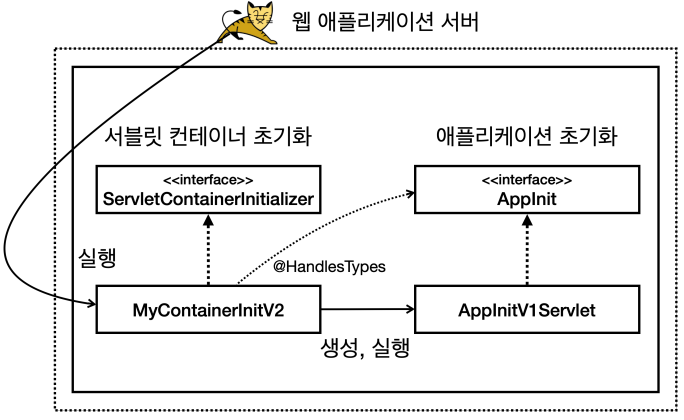 웹 애플리케이션 서버
서블릿 컨테이너 초기화
애플리케이션 초기화
<<interface>>
ServletContainerInitializer
<<interface>>
AppInit
실행
@HandlesTypes
MyContainerInitV2
AppInitV1Servlet
생성, 실행